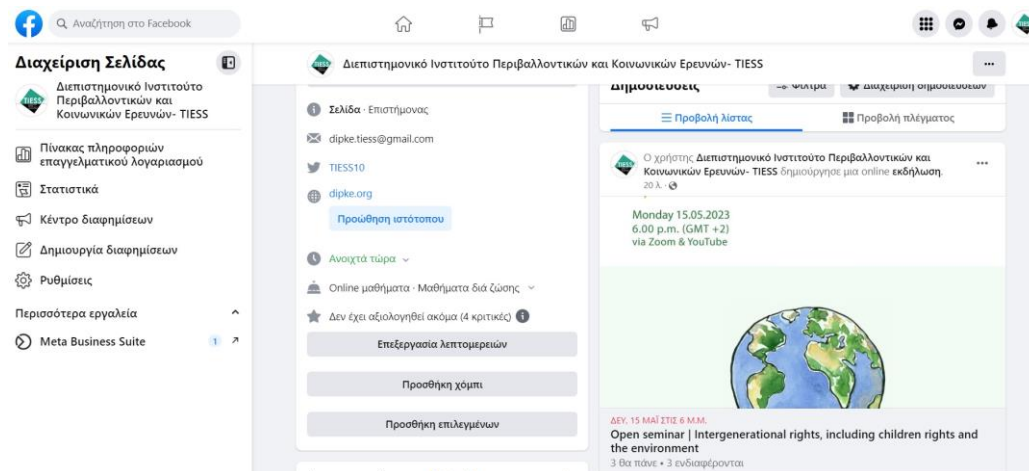 Αναζήτηση στο Facebook
Διαχείριση Σελίδας
TIESS
Διεπιστημονικό Ινστιτούτο
Περιβαλλοντικών και
Κοινωνικών Ερευνών- TIESS
Πίνακας πληροφοριών
επαγγελματικού λογαριασμού
Στατιστικά
Κέντρο διαφημίσεων
Δημιουργία διαφημίσεων
Ρυθμίσεις
Περισσότερα εργαλεία
Meta Business Suite 1
TIESS Διεπιστημονικό Ινστιτούτο Περιβαλλοντικών και Κοινωνικών Ερευνών- TIESS
Σελίδα · Επιστήμονας
dipke.tiess@gmail.com
TIESS10
dipke.org
Προώθηση ιστότοπου
Ανοιχτά τώρα
Online μαθήματα · Μαθήματα διά ζώσης
Δεν έχει αξιολογηθεί ακόμα (4 κριτικές)
Επεξεργασία λεπτομερειών
Προσθήκη χόμπι
Προσθήκη επιλεγμένων
Δημοσιεύσεις Φίλτρα Διαχείριση δημοσιεύσεων
Προβολή λίστας Προβολή πλέγματος
TIESS
Ο χρήστης Διεπιστημονικό Ινστιτούτο Περιβαλλοντικών και
Κοινωνικών Ερευνών- TIESS δημιούργησε μια online εκδήλωση.
20 λ. ·
Monday 15.05.2023
6.00 p.m. (GMT +2)
via Zoom & YouTube
ΔΕΥ, 15 ΜΑΪ ΣΤΙΣ 6 Μ.Μ.
Open seminar | Intergenerational rights, including children rights and
the environment
3 θα πάνε • 3 ενδιαφέρονται